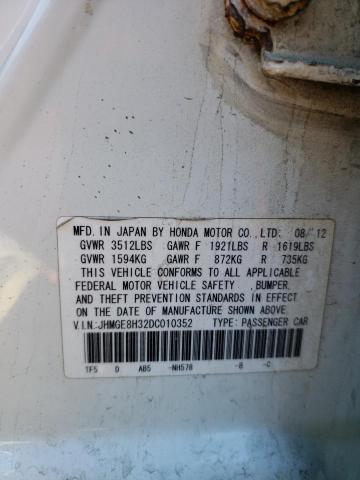 MFD. IN JAPAN BY HONDA MOTOR CO.,LTD: 08/12
GVWR 3512LBS GAWR F 1921LBS R 1619LBS
GVWR 1594KG GAWR F 872KG R 735KG
THIS VEHICLE CONFORMS TO ALL APPLICABLE
FEDERAL MOTOR VEHICLE SAFETY ,BUMPER,
AND THEFT PREVENTION STANDARDS IN EFFECT
ON THE DATE OF MANUFACTURE SHOWN ABOVE.
V.I.N:JHMGE8H32DC010352 TYPE: PASSENGER CAR
TF5 D AB5 -NH578 -B -C